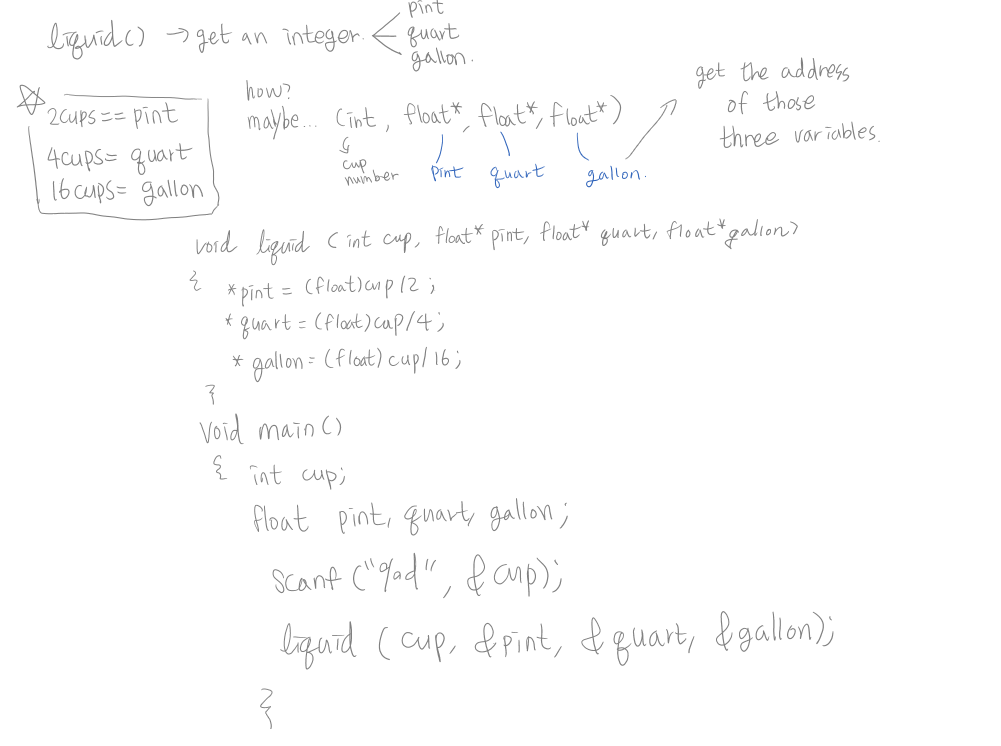 liquid() → get an integer.
pint
quart
gallon.
☆
2cups == pint
4cups= quart
16cups= gallon
how?
maybe... (int, float*, float*, float*)
cup
number
pint quart gallon.
get the address
of those
three variables.
void liquid (int cup, float* pint, float* quart, float* gallon)
{ *pint = (float)cup/2;
*quart = (float)cup/4;
* gallon = (float) cup/16;
}
void main()
{ int cup;
float pint, quart, gallon;
scanf ("%d", &cup);
liquid (cup, &pint, &quart, &gallon);
}